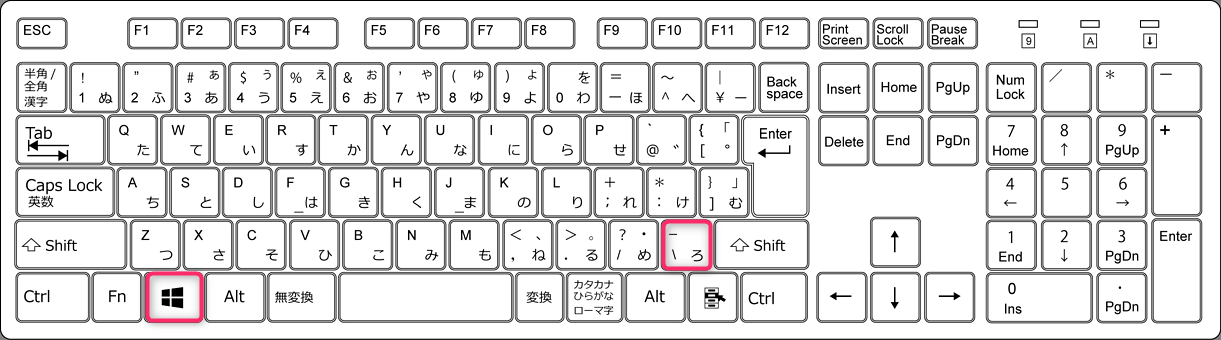 ESC F1 F2 F3 F4 F5 F6 F7 F8 F9 F10 F11 F12 Print Screen Scroll Lock Pause Break 9 A
半角/全角 漢字 ! 1 ぬ " 2 ふ # ぁ 3 あ $ ぅ 4 う % ぇ 5 え & ぉ 6 お ' ゃ 7 や ( ゅ 8 ゆ ) ょ 9 よ を 0 わ = ー ほ ～ ^ へ | ¥ ー Back space Insert Home PgUp Num Lock ／ * ー
Tab Q た W て E い R す T か Y ん U な I に O ら P せ ` @ ゛ { 「 [ ° Enter Delete End PgDn 7 Home 8 ↑ 9 PgUp +
Caps Lock 英数 A ち S と D し F _は G き H く J _ま K の L り + ; れ * : け } 」 ] む 4 ← 5 6 →
Shift Z つ X さ C そ V ひ B こ N み M も < 、 , ね > 。 . る ? ・ / め _ \ ろ Shift ↑ 1 End 2 ↓ 3 PgDn Enter
Ctrl Fn Alt 無変換 変換 カタカナ ひらがな ローマ字 Alt Ctrl ← ↓ → 0 Ins . PgDn